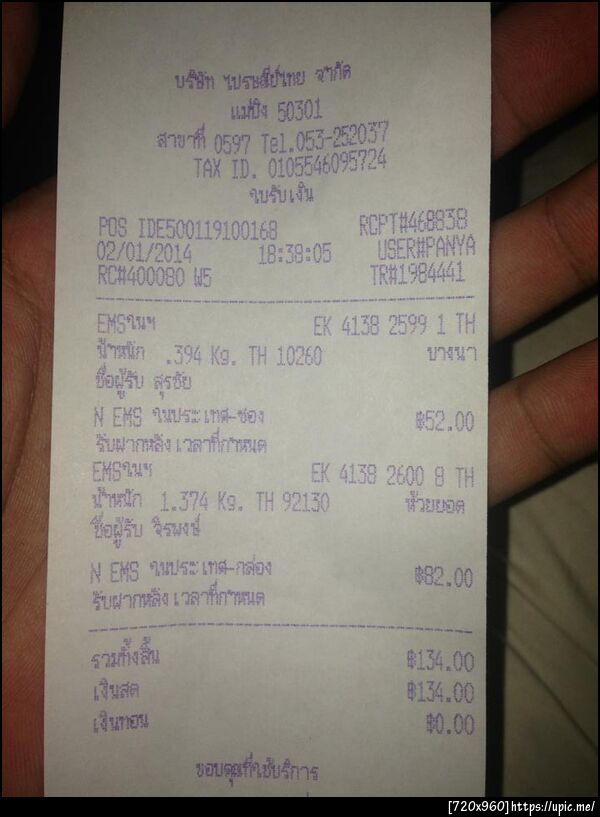 บริษัท ไปรษณีย์ไทย จำกัด
แม่ปิง 50301
สาขาที่ 0597 Tel.053-252037
TAX ID. 0105546095724
ใบรับเงิน
POS IDE500119100168 RCPT#468838
02/01/2014 18:38:05 USER#PANYA
RC#400080 W5 TR#1984441
EMSในฯ EK 4138 2599 1 TH
น้ำหนัก .394 Kg. TH 10260 บางนา
ชื่อผู้รับ สุรชัย
N EMS ในประเทศ-ซอง ฿52.00
รับฝากหลังเวลาที่กำหนด
EMSในฯ EK 4138 2600 8 TH
น้ำหนัก 1.374 Kg. TH 92130 ห้วยยอด
ชื่อผู้รับ จิรพงษ์
N EMS ในประเทศ-กล่อง ฿82.00
รับฝากหลังเวลาที่กำหนด
รวมทั้งสิ้น ฿134.00
เงินสด ฿134.00
เงินทอน ฿0.00
ขอบคุณที่ใช้บริการ
[720x960]https://upic.me/